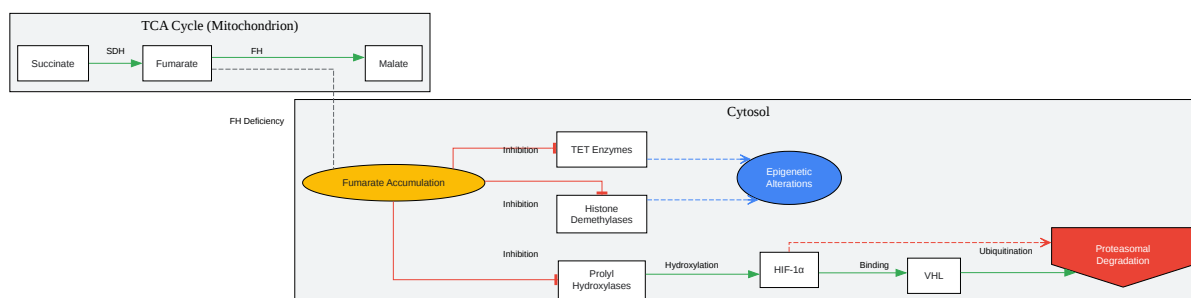 TCA Cycle (Mitochondrion)
Succinate
SDH
Fumarate
FH
Malate
FH Deficiency
Cytosol
Fumarate Accumulation
Inhibition
TET Enzymes
Epigenetic
Alterations
Inhibition
Histone
Demethylases
Inhibition
Prolyl
Hydroxylases
Hydroxylation
HIF-1α
Binding
VHL
Ubiquitination
Proteasomal
Degradation